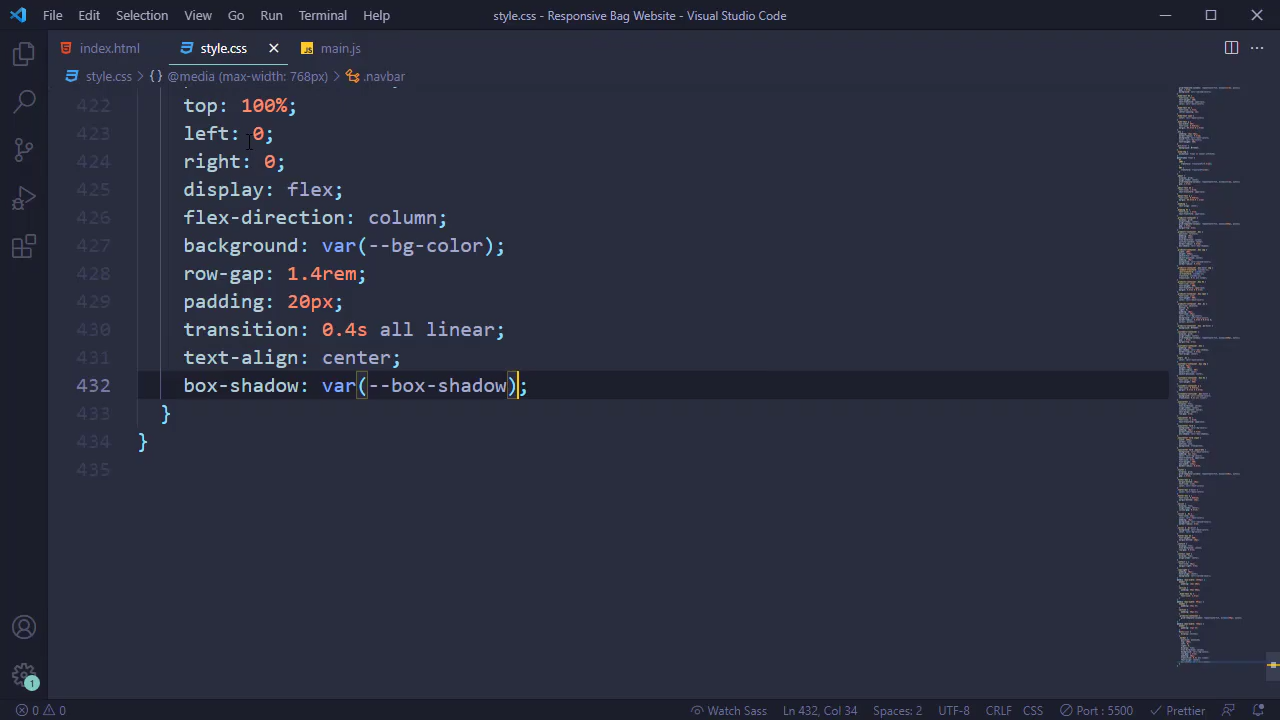 File Edit Selection View Go Run Terminal Help style.css - Responsive Bag Website - Visual Studio Code
index.html style.css main.js
style.css > {} @media (max-width: 768px) > .navbar
422 top: 100%;
423 left: 0;
424 right: 0;
425 display: flex;
426 flex-direction: column;
427 background: var(--bg-color);
428 row-gap: 1.4rem;
429 padding: 20px;
430 transition: 0.4s all linear;
431 text-align: center;
432 box-shadow: var(--box-shadow);
433 }
434 }
435
1
0 0 Watch Sass Ln 432, Col 34 Spaces: 2 UTF-8 CRLF CSS Port : 5500 Prettier